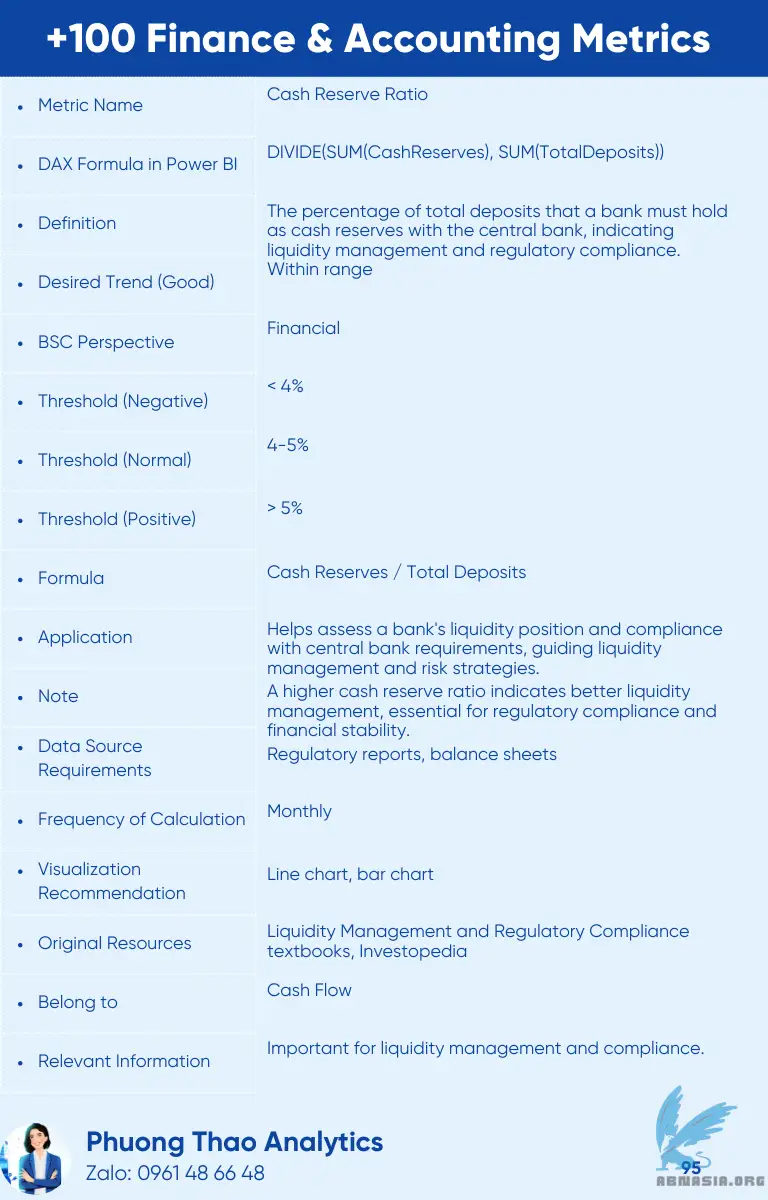 +100 Finance & Accounting Metrics
• Metric Name
Cash Reserve Ratio
• DAX Formula in Power BI
DIVIDE(SUM(CashReserves), SUM(TotalDeposits))
• Definition
The percentage of total deposits that a bank must hold
as cash reserves with the central bank, indicating
liquidity management and regulatory compliance.
• Desired Trend (Good)
Within range
• BSC Perspective
Financial
• Threshold (Negative)
< 4%
• Threshold (Normal)
4-5%
• Threshold (Positive)
> 5%
• Formula
Cash Reserves / Total Deposits
• Application
Helps assess a bank's liquidity position and compliance
with central bank requirements, guiding liquidity
management and risk strategies.
• Note
A higher cash reserve ratio indicates better liquidity
management, essential for regulatory compliance and
financial stability.
• Data Source
Requirements
Regulatory reports, balance sheets
• Frequency of Calculation
Monthly
• Visualization
Recommendation
Line chart, bar chart
• Original Resources
Liquidity Management and Regulatory Compliance
textbooks, Investopedia
• Belong to
Cash Flow
• Relevant Information
Important for liquidity management and compliance.
Phuong Thao Analytics
Zalo: 0961 48 66 48
95
ABNASIA.ORG